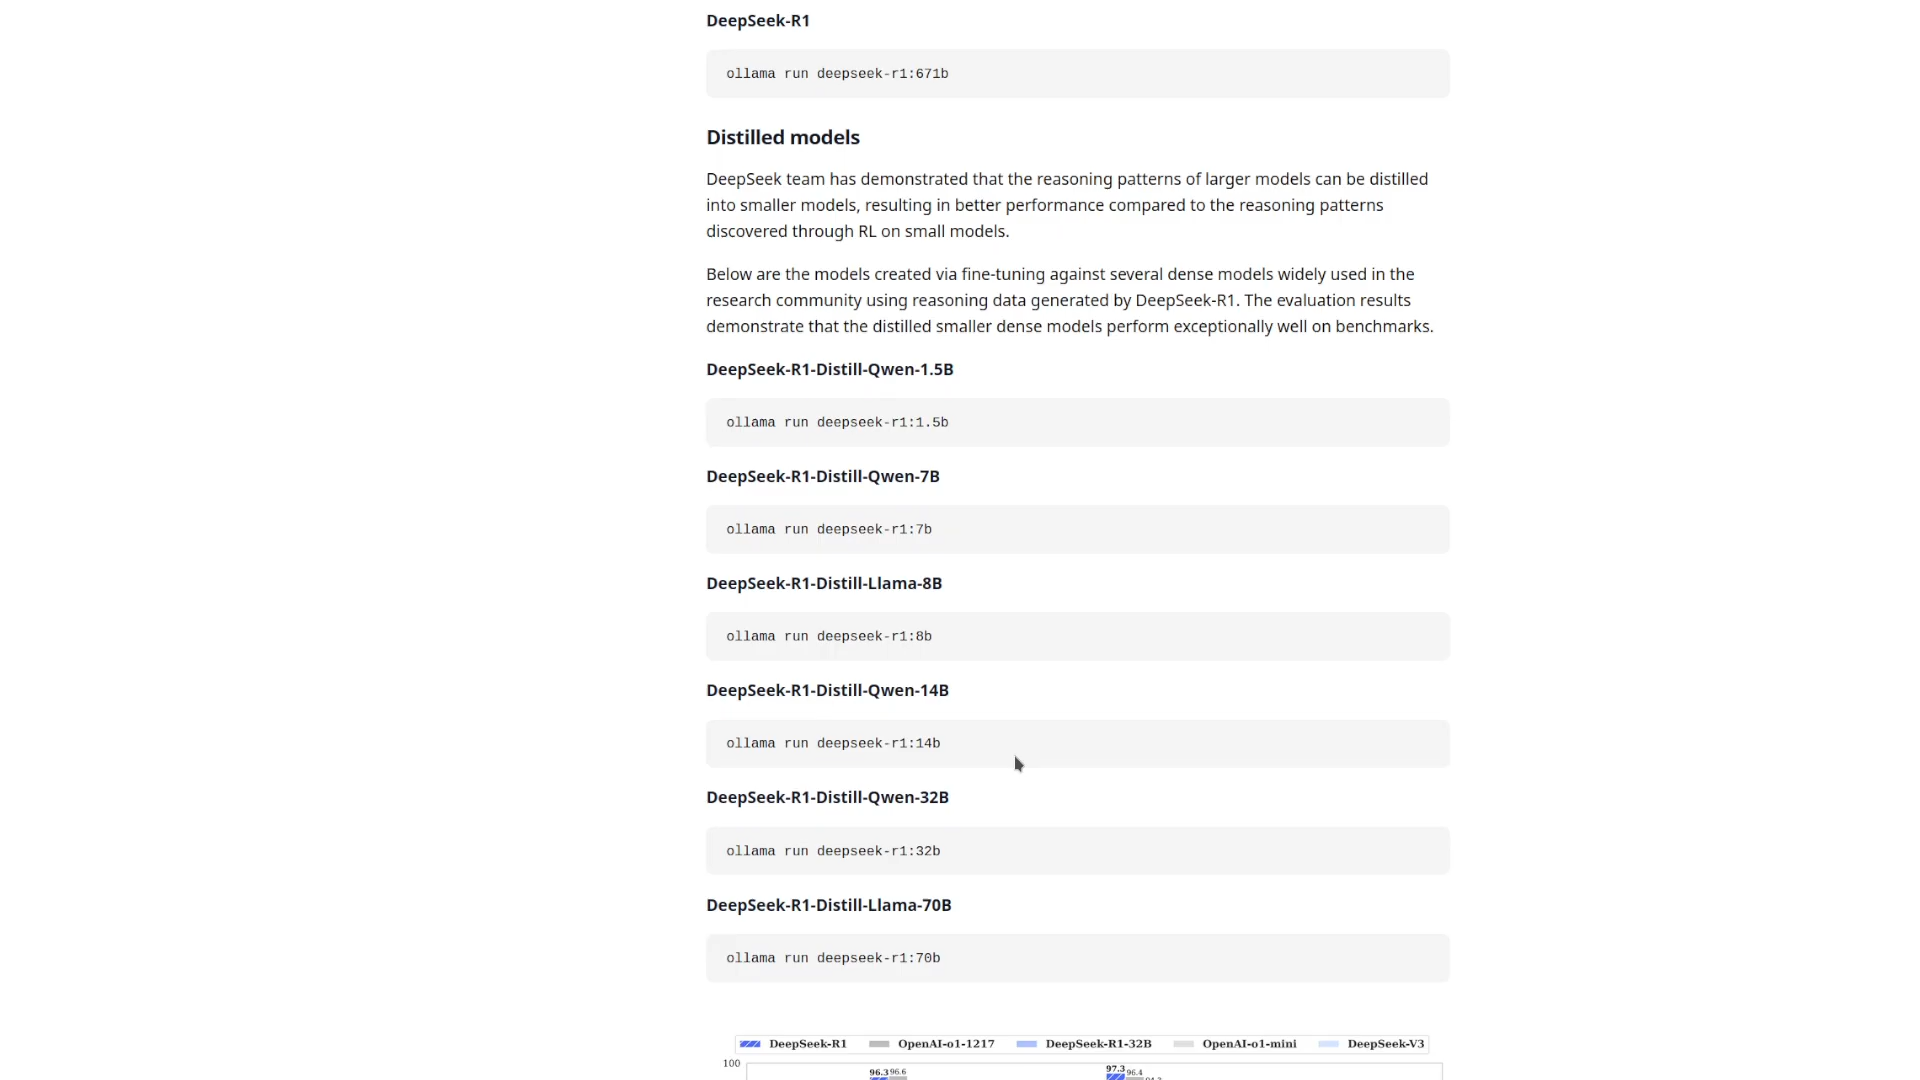 DeepSeek-R1
ollama run deepseek-r1:671b
Distilled models
DeepSeek team has demonstrated that the reasoning patterns of larger models can be distilled
into smaller models, resulting in better performance compared to the reasoning patterns
discovered through RL on small models.
Below are the models created via fine-tuning against several dense models widely used in the
research community using reasoning data generated by DeepSeek-R1. The evaluation results
demonstrate that the distilled smaller dense models perform exceptionally well on benchmarks.
DeepSeek-R1-Distill-Qwen-1.5B
ollama run deepseek-r1:1.5b
DeepSeek-R1-Distill-Qwen-7B
ollama run deepseek-r1:7b
DeepSeek-R1-Distill-Llama-8B
ollama run deepseek-r1:8b
DeepSeek-R1-Distill-Qwen-14B
ollama run deepseek-r1:14b
DeepSeek-R1-Distill-Qwen-32B
ollama run deepseek-r1:32b
DeepSeek-R1-Distill-Llama-70B
ollama run deepseek-r1:70b
DeepSeek-R1 OpenAI-o1-1217 DeepSeek-R1-32B OpenAI-o1-mini DeepSeek-V3
100
96.3 96.6 97.3 96.4